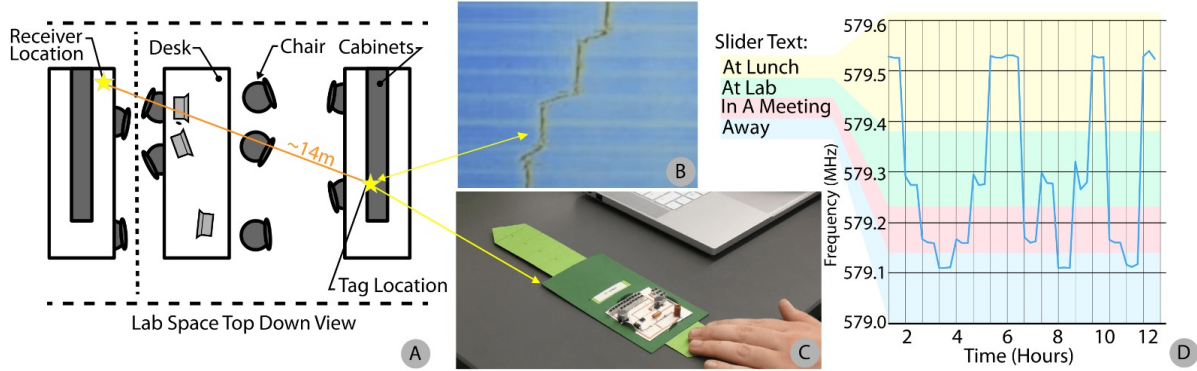 Receiver
Location
Desk
Chair
Cabinets
~14m
Tag Location
Lab Space Top Down View
A
B
C
Slider Text:
At Lunch
At Lab
In A Meeting
Away
Frequency (MHz)
579.6
579.5
579.4
579.3
579.2
579.1
579.0
2 4 6 8 10 12
Time (Hours)
D